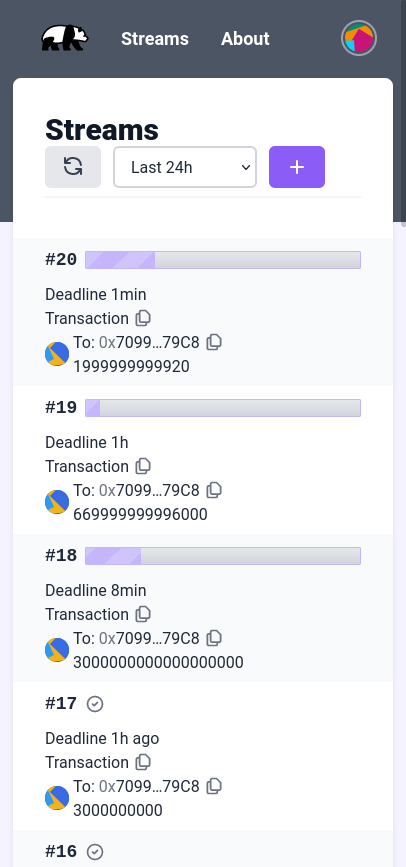 Streams About
Streams
Last 24h
#20
Deadline 1min
Transaction
To: 0x7099…79C8
1999999999920
#19
Deadline 1h
Transaction
To: 0x7099…79C8
669999999996000
#18
Deadline 8min
Transaction
To: 0x7099…79C8
3000000000000000000
#17
Deadline 1h ago
Transaction
To: 0x7099…79C8
3000000000
#16